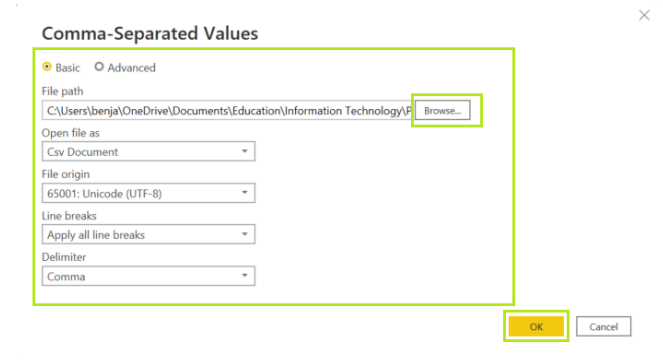 Comma-Separated Values
Basic Advanced
File path
C:\Users\benja\OneDrive\Documents\Education\Information Technology\P Browse...
Open file as
Csv Document
File origin
65001: Unicode (UTF-8)
Line breaks
Apply all line breaks
Delimiter
Comma
OK Cancel